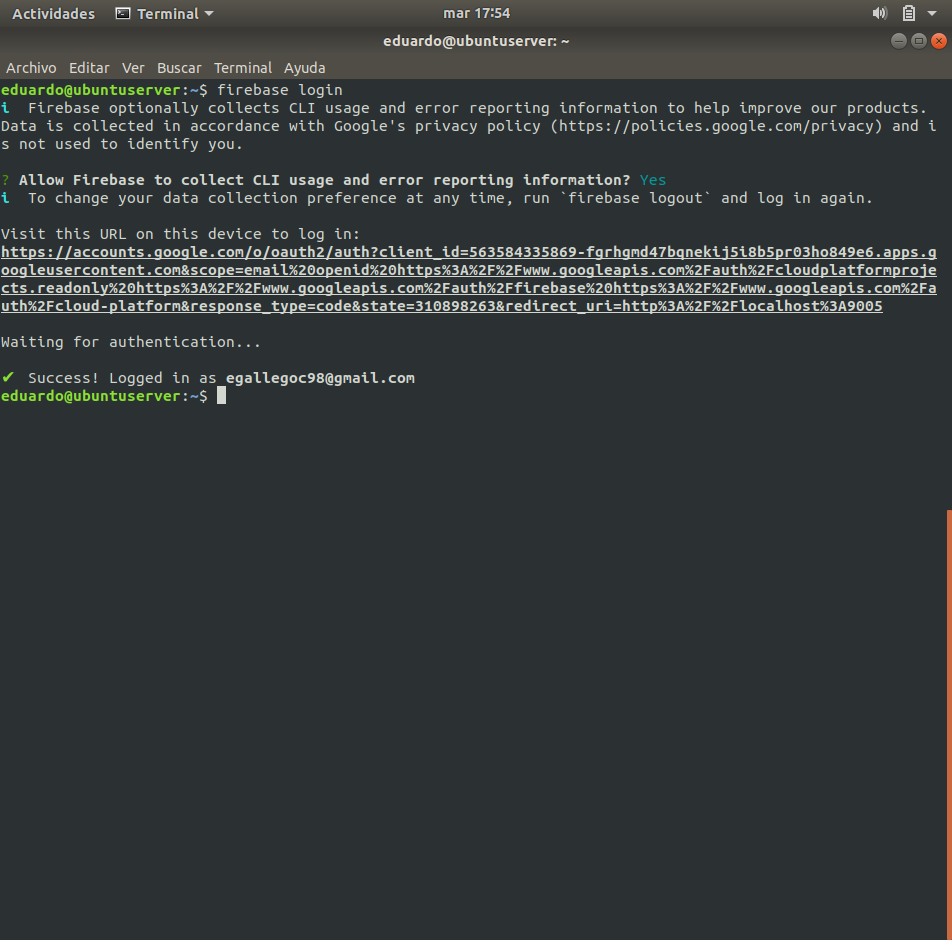 Actividades Terminal mar 17:54
eduardo@ubuntuserver: ~
Archivo Editar Ver Buscar Terminal Ayuda
eduardo@ubuntuserver:~$ firebase login
i  Firebase optionally collects CLI usage and error reporting information to help improve our products.
Data is collected in accordance with Google's privacy policy (https://policies.google.com/privacy) and i
s not used to identify you.
? Allow Firebase to collect CLI usage and error reporting information? Yes
i  To change your data collection preference at any time, run `firebase logout` and log in again.
Visit this URL on this device to log in:
https://accounts.google.com/o/oauth2/auth?client_id=563584335869-fgrhgmd47bqnekij5i8b5pr03ho849e6.apps.g
oogleusercontent.com&scope=email%20openid%20https%3A%2F%2Fwww.googleapis.com%2Fauth%2Fcloudplatformproje
cts.readonly%20https%3A%2F%2Fwww.googleapis.com%2Fauth%2Ffirebase%20https%3A%2F%2Fwww.googleapis.com%2Fa
uth%2Fcloud-platform&response_type=code&state=310898263&redirect_uri=http%3A%2F%2Flocalhost%3A9005
Waiting for authentication...
✔  Success! Logged in as egallegoc98@gmail.com
eduardo@ubuntuserver:~$